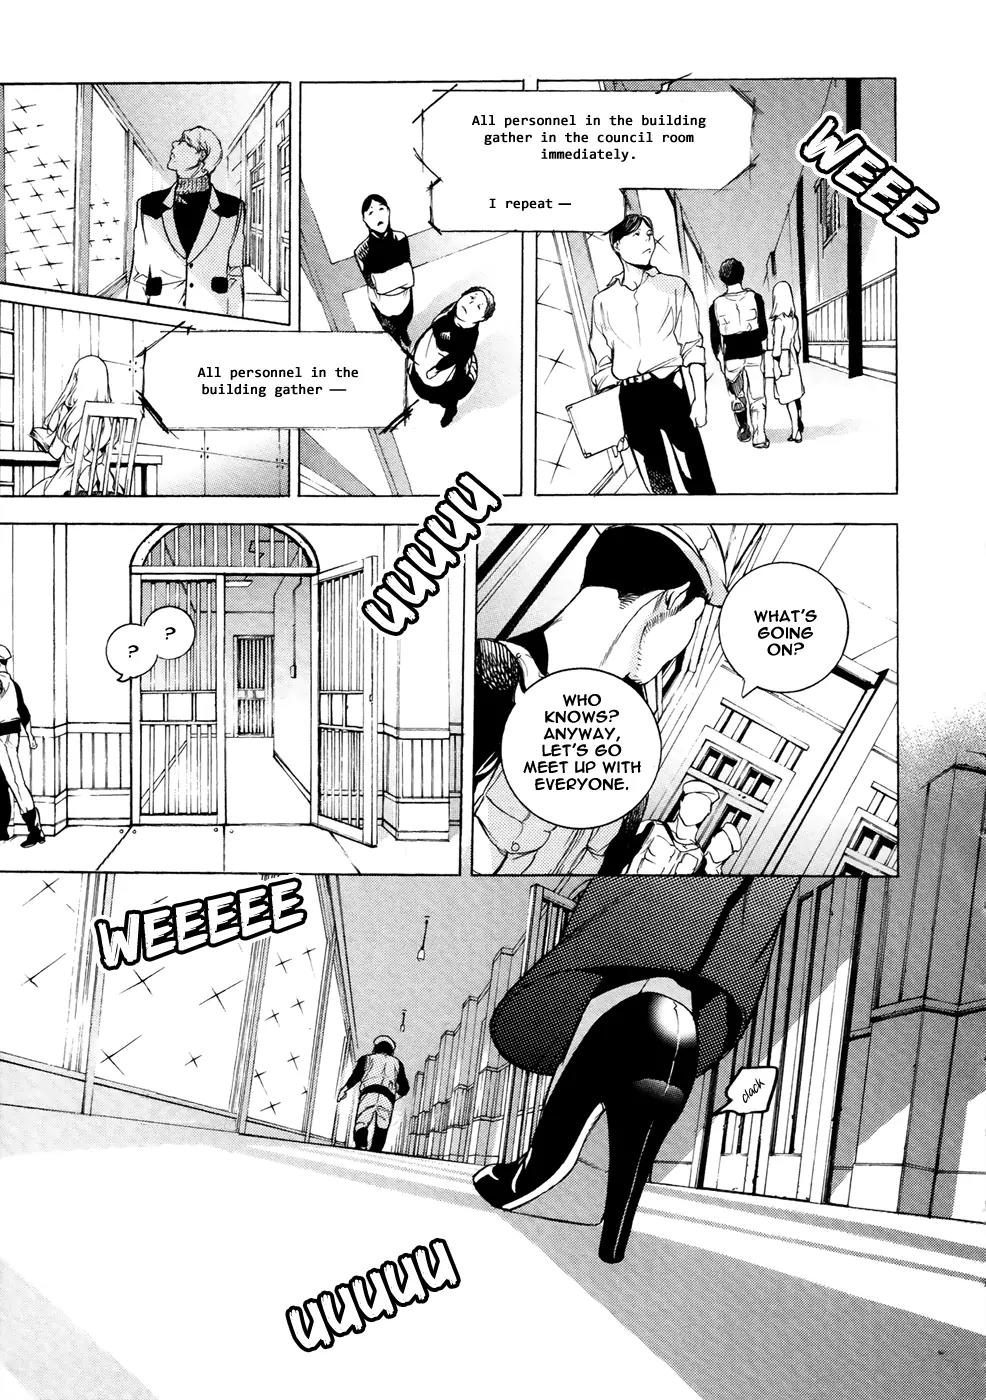 All personnel in the building
gather in the council room
immediately.
I repeat —
WEEE
All personnel in the
building gather —
UUUUU
WHAT'S
GOING
ON?
WHO
KNOWS?
ANYWAY,
LET'S GO
MEET UP WITH
EVERYONE.
?
?
WEEEEE
clack
UUUUU